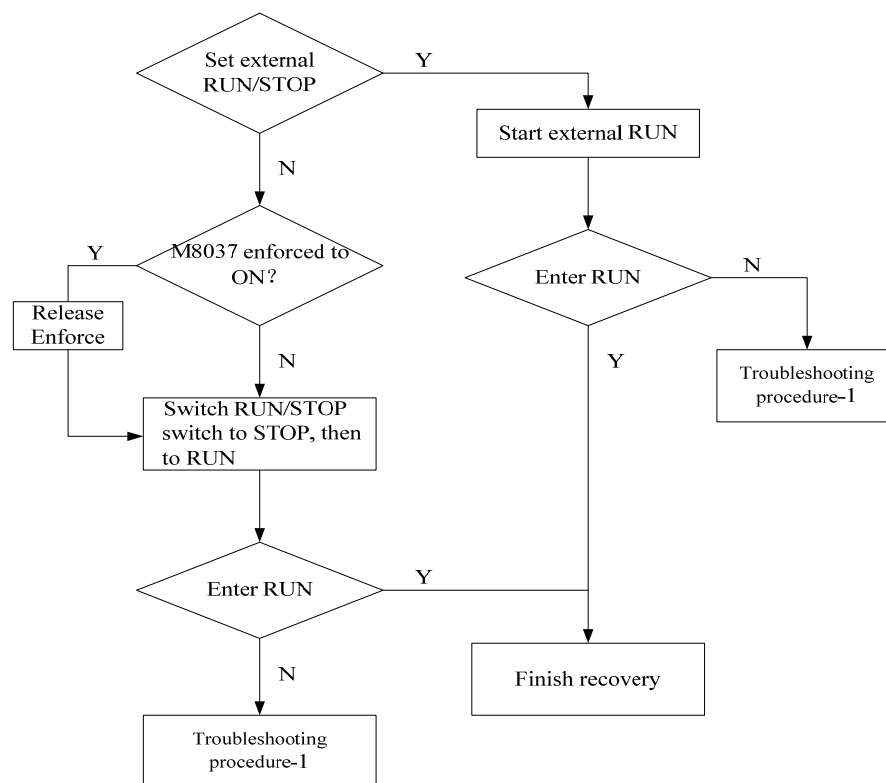 Set external
RUN/STOP
Y
Start external RUN
N
M8037 enforced to
ON?
Y
Release
Enforce
N
Switch RUN/STOP
switch to STOP, then
to RUN
Enter RUN
N
Troubleshooting
procedure-1
Y
Enter RUN
Y
Finish recovery
N
Troubleshooting
procedure-1